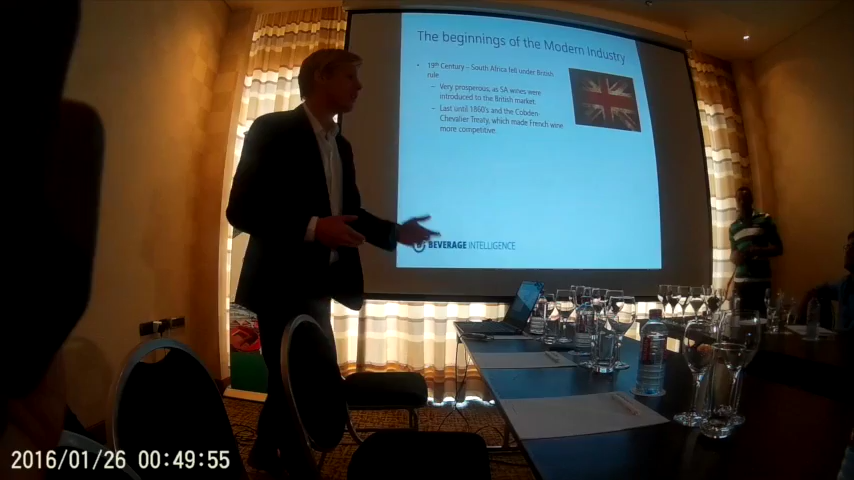 The beginnings of the Modern Industry
• 19th Century – South Africa fell under British
rule
– Very prosperous, as SA wines were
introduced to the British market.
– Last until 1860's and the Cobden-
Chevalier Treaty, which made French wine
more competitive.
BEVERAGE INTELLIGENCE
2016/01/26 00:49:55